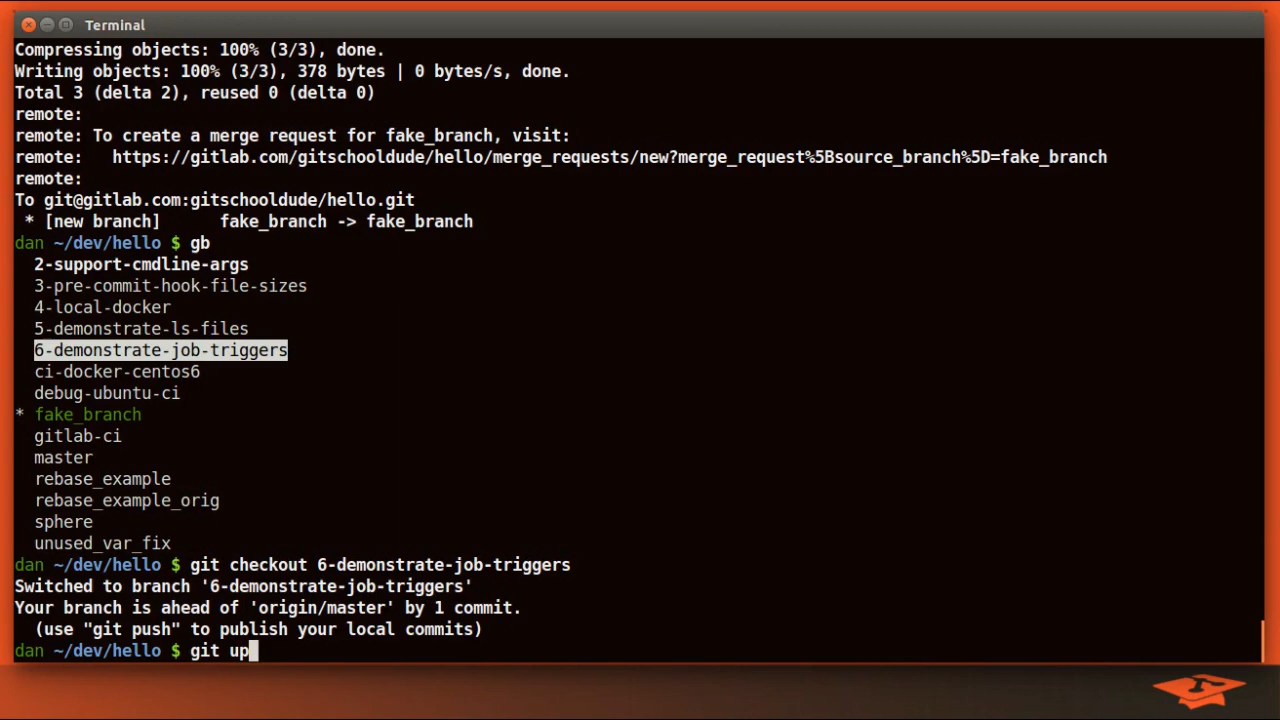 Terminal
Compressing objects: 100% (3/3), done.
Writing objects: 100% (3/3), 378 bytes | 0 bytes/s, done.
Total 3 (delta 2), reused 0 (delta 0)
remote:
remote: To create a merge request for fake_branch, visit:
remote:   https://gitlab.com/gitschooldude/hello/merge_requests/new?merge_request%5Bsource_branch%5D=fake_branch
remote:
To git@gitlab.com:gitschooldude/hello.git
 * [new branch]      fake_branch -> fake_branch
dan ~/dev/hello $ gb
  2-support-cmdline-args
  3-pre-commit-hook-file-sizes
  4-local-docker
  5-demonstrate-ls-files
  6-demonstrate-job-triggers
  ci-docker-centos6
  debug-ubuntu-ci
* fake_branch
  gitlab-ci
  master
  rebase_example
  rebase_example_orig
  sphere
  unused_var_fix
dan ~/dev/hello $ git checkout 6-demonstrate-job-triggers
Switched to branch '6-demonstrate-job-triggers'
Your branch is ahead of 'origin/master' by 1 commit.
  (use "git push" to publish your local commits)
dan ~/dev/hello $ git up